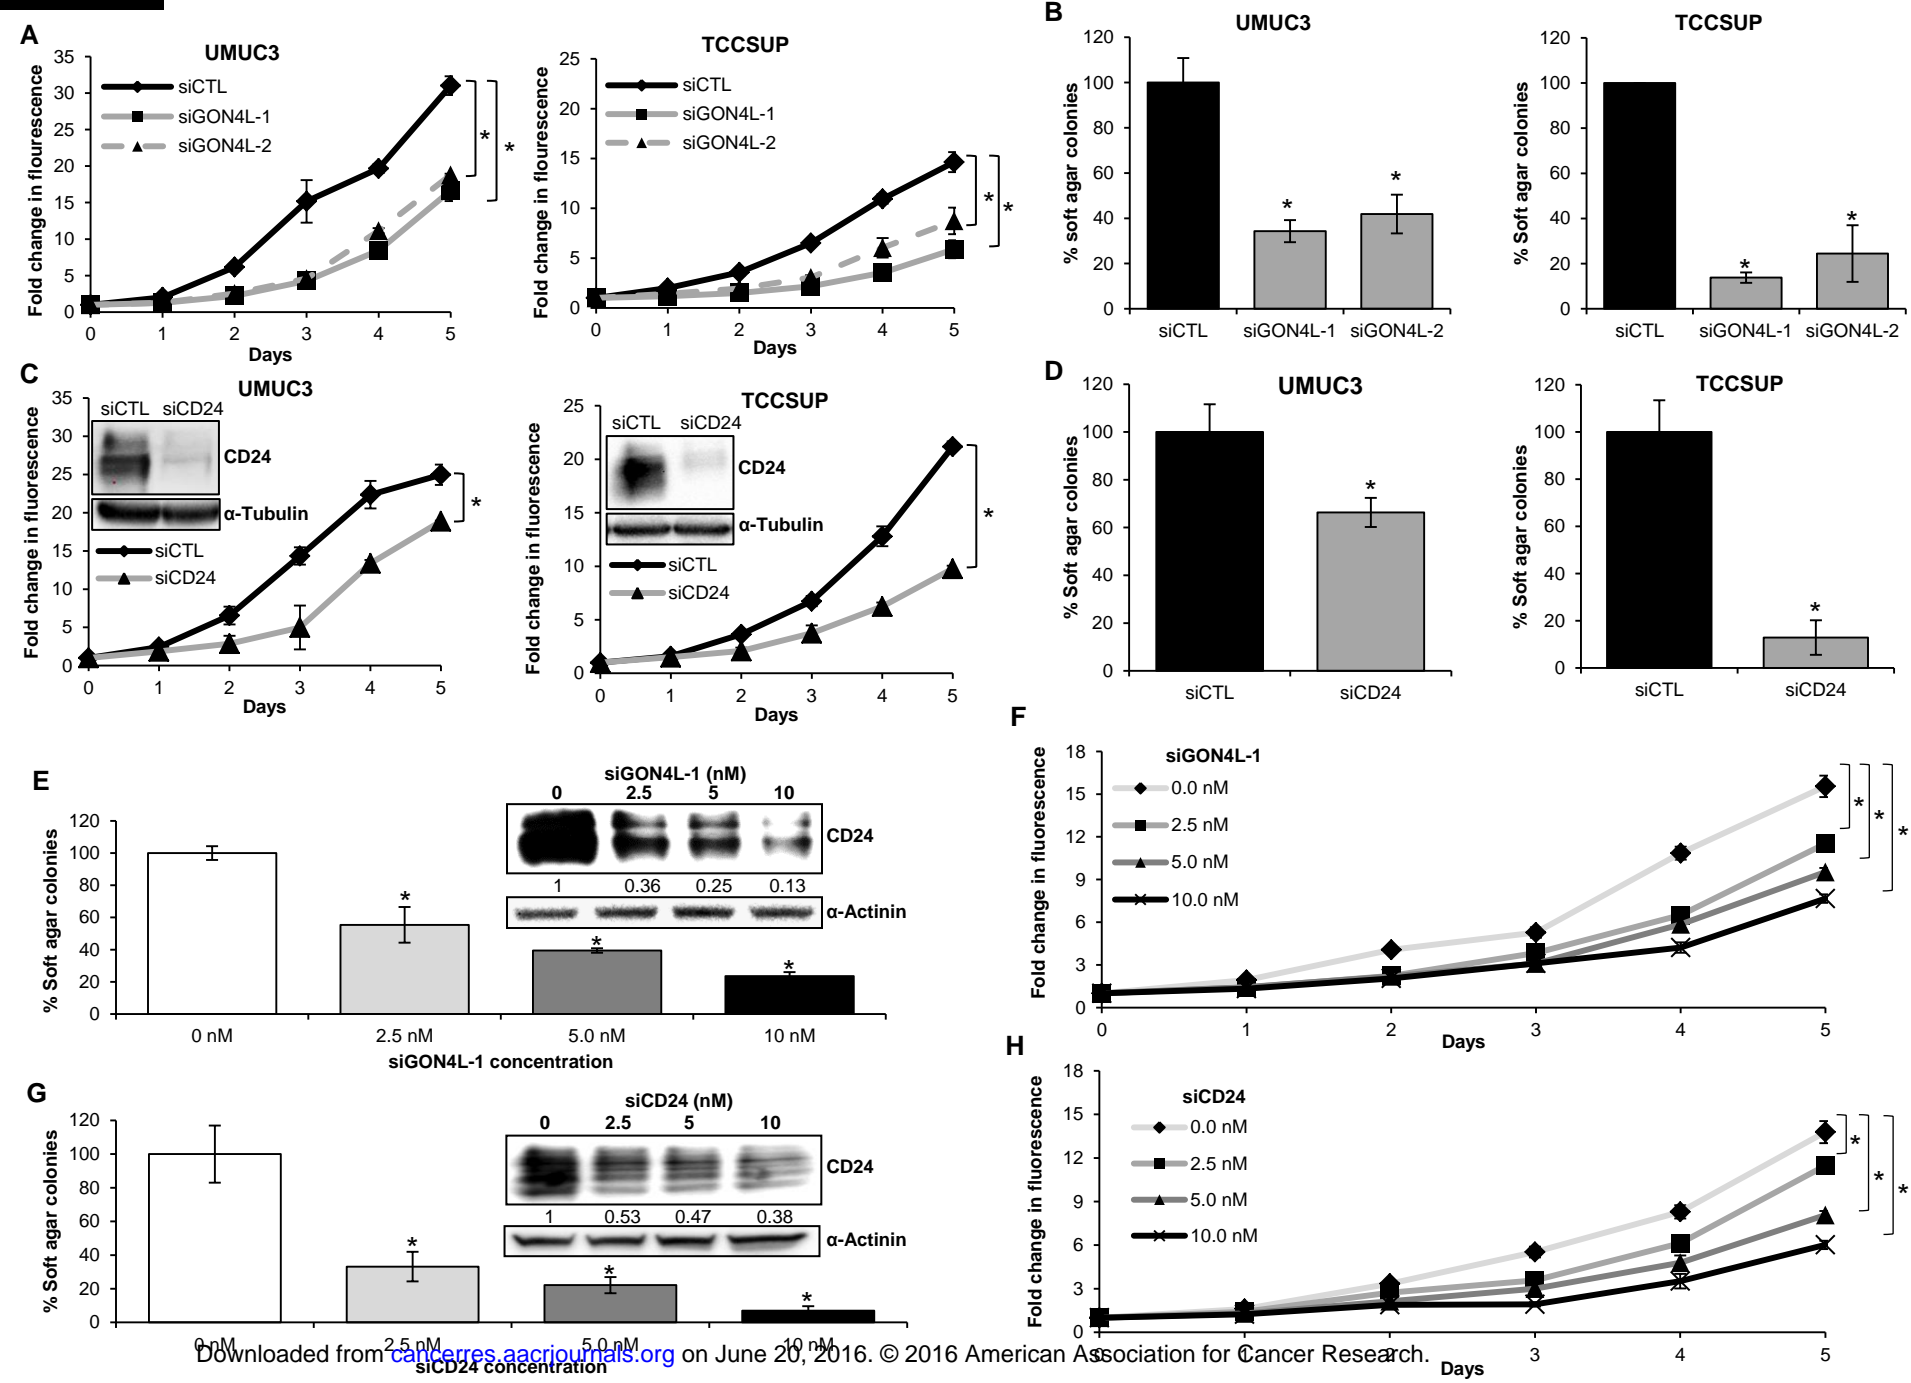 A
UMUC3
35
30
25
20
15
10
5
0
Fold change in flourescence
siCTL
siGON4L-1
siGON4L-2
* *
0 1 2 3 4 5
Days
TCCSUP
25
20
15
10
5
0
Fold change in fluorescence
siCTL
siGON4L-1
siGON4L-2
* *
0 1 2 3 4 5
Days
B
UMUC3
120
100
80
60
40
20
0
% soft agar colonies
* *
siCTL siGON4L-1 siGON4L-2
TCCSUP
120
100
80
60
40
20
0
% Soft agar colonies
* *
siCTL siGON4L-1 siGON4L-2
C
UMUC3
35
30
25
20
15
10
5
0
Fold change in fluorescence
siCTL siCD24
CD24
α-Tubulin
siCTL
siCD24
*
0 1 2 3 4 5
Days
TCCSUP
25
20
15
10
5
0
Fold change in fluorescence
siCTL siCD24
CD24
α-Tubulin
siCTL
siCD24
*
0 1 2 3 4 5
Days
D
UMUC3
120
100
80
60
40
20
0
% Soft agar colonies
*
siCTL siCD24
TCCSUP
120
100
80
60
40
20
0
% Soft agar colonies
*
siCTL siCD24
E
120
100
80
60
40
20
0
% Soft agar colonies
siGON4L-1 (nM)
0 2.5 5 10
CD24
1 0.36 0.25 0.13
α-Actinin
* * *
0 nM 2.5 nM 5.0 nM 10 nM
siGON4L-1 concentration
F
18
15
12
9
6
3
0
Fold change in fluorescence
siGON4L-1
0.0 nM
2.5 nM
5.0 nM
10.0 nM
* * *
0 1 2 3 4 5
Days
G
120
100
80
60
40
20
0
% Soft agar colonies
siCD24 (nM)
0 2.5 5 10
CD24
1 0.53 0.47 0.38
α-Actinin
* * *
0 nM 2.5 nM 5.0 nM 10 nM
siCD24 concentration
H
18
15
12
9
6
3
0
Fold change in fluorescence
siCD24
0.0 nM
2.5 nM
5.0 nM
10.0 nM
* * *
0 1 2 3 4 5
Days
Downloaded from cancerres.aacrjournals.org on June 20, 2016. © 2016 American Association for Cancer Research.